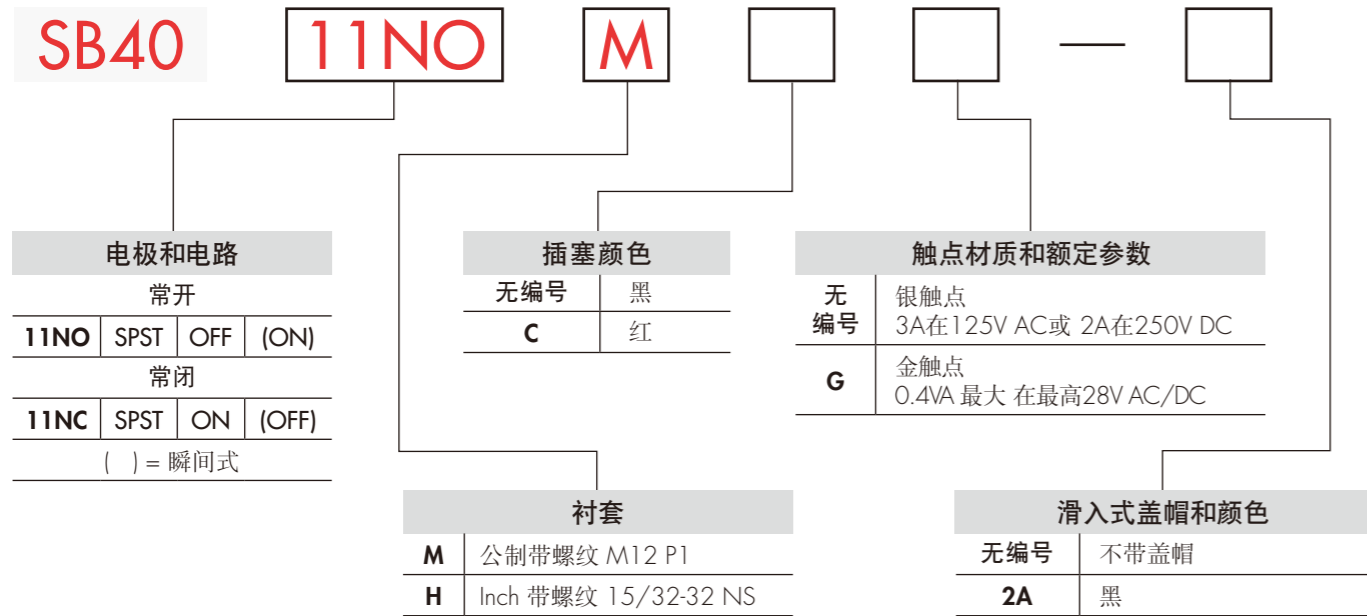 SB40 11NO M —
电极和电路
常开
11NO SPST OFF (ON)
常闭
11NC SPST ON (OFF)
( ) = 瞬间式
插塞颜色
无编号 黑
C 红
触点材质和额定参数
无
编号
银触点
3A在125V AC或 2A在250V DC
G
金触点
0.4VA 最大 在最高28V AC/DC
衬套
M 公制带螺纹 M12 P1
H Inch 带螺纹 15/32-32 NS
滑入式盖帽和颜色
无编号 不带盖帽
2A 黑